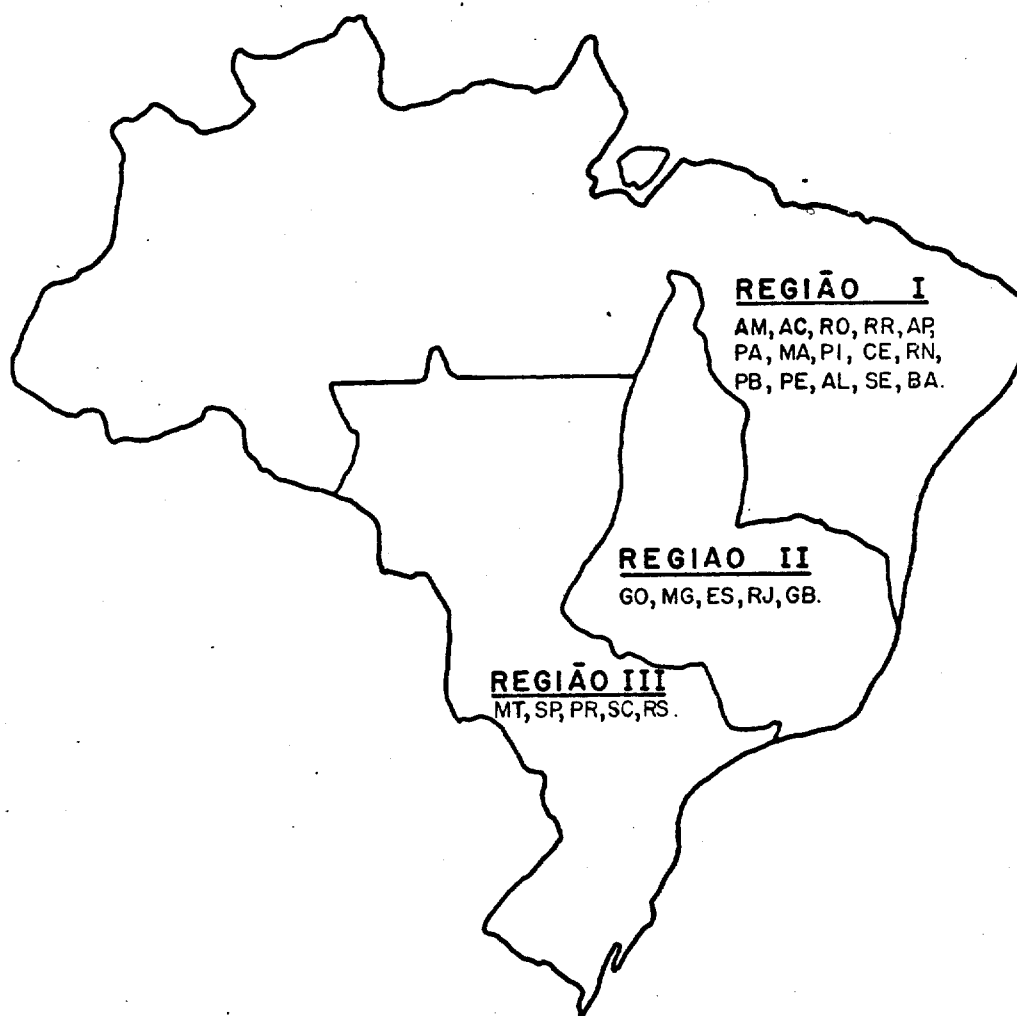 REGIÃO I
AM, AC, RO, RR, AP,
PA, MA, PI, CE, RN,
PB, PE, AL, SE, BA.
REGIAO II
GO, MG, ES, RJ, GB.
REGIÃO III
MT, SP, PR, SC, RS.